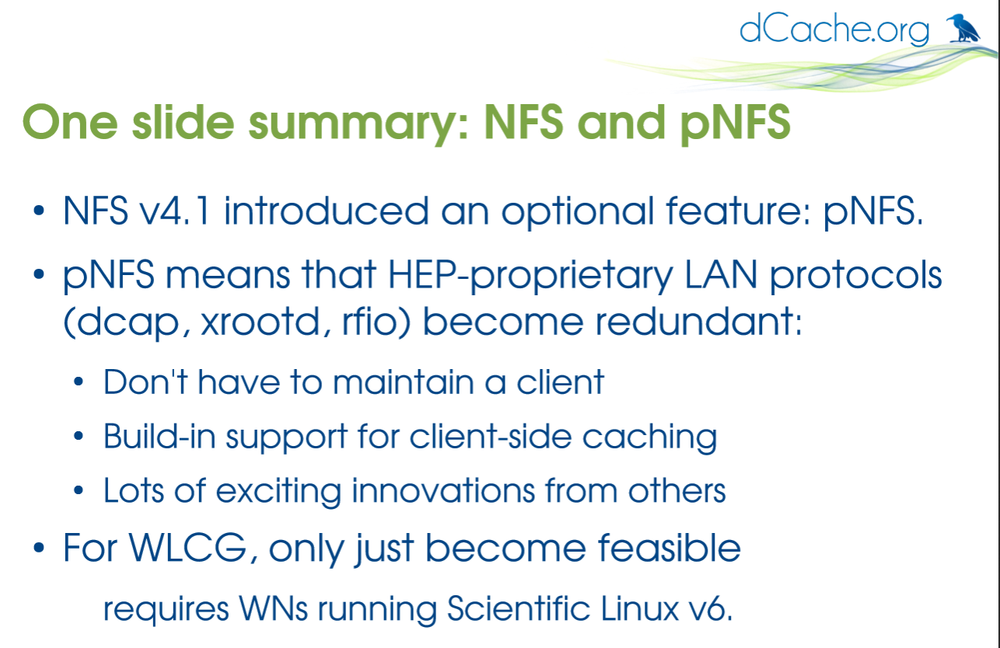 dCache.org
One slide summary: NFS and pNFS
• NFS v4.1 introduced an optional feature: pNFS.
• pNFS means that HEP-proprietary LAN protocols
(dcap, xrootd, rfio) become redundant:
• Don't have to maintain a client
• Build-in support for client-side caching
• Lots of exciting innovations from others
• For WLCG, only just become feasible
requires WNs running Scientific Linux v6.